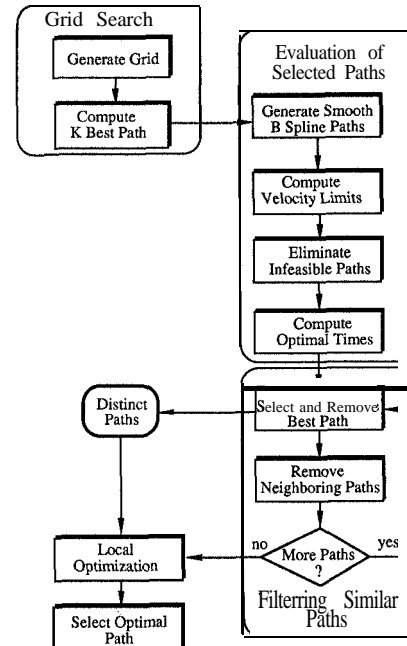 Grid Search
Generate Grid
Compute
K Best Path
Evaluation of
Selected Paths
Generate Smooth
B Spline Paths
Compute
Velocity Limits
Eliminate
Infeasible Paths
Compute
Optimal Times
Distinct
Paths
Select and Remove
Best Path
Remove
Neighboring Paths
no
More Paths
?
yes
Filterring Similar
Paths
Local
Optimization
Select Optimal
Path